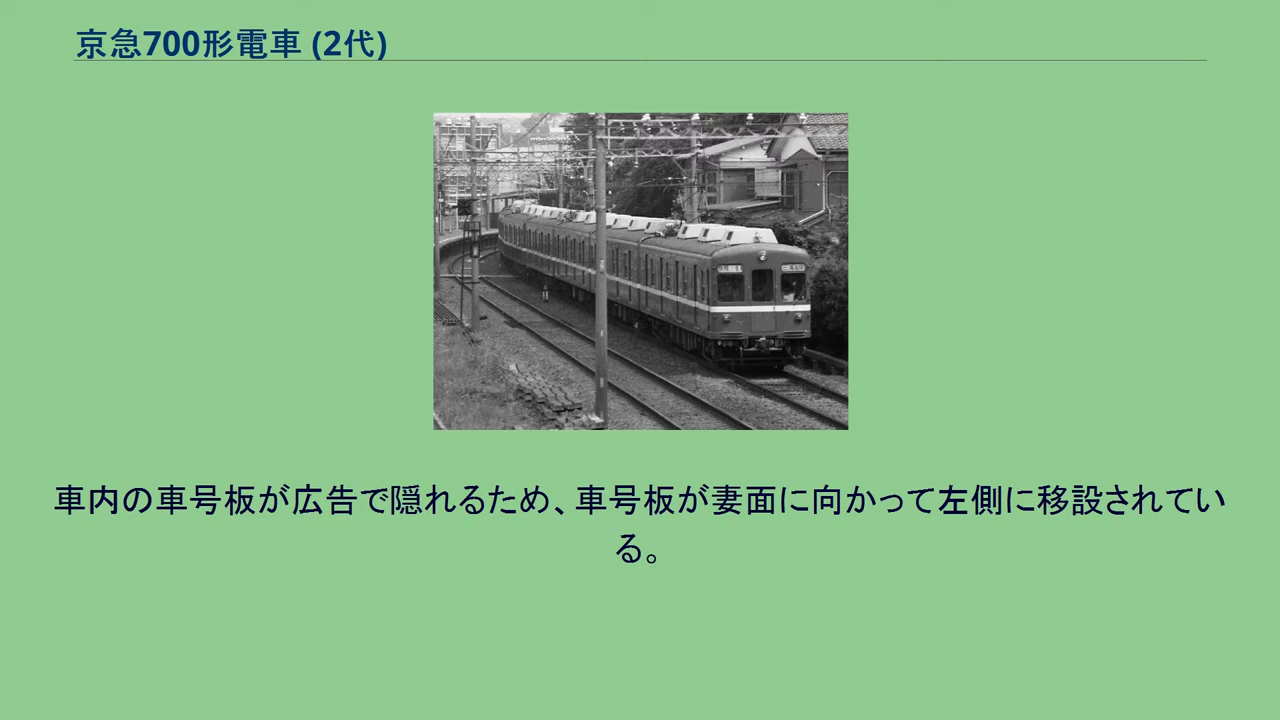 京急700形電車 (2代)
車内の車号板が広告で隠れるため、車号板が妻面に向かって左側に移設されてい
る。